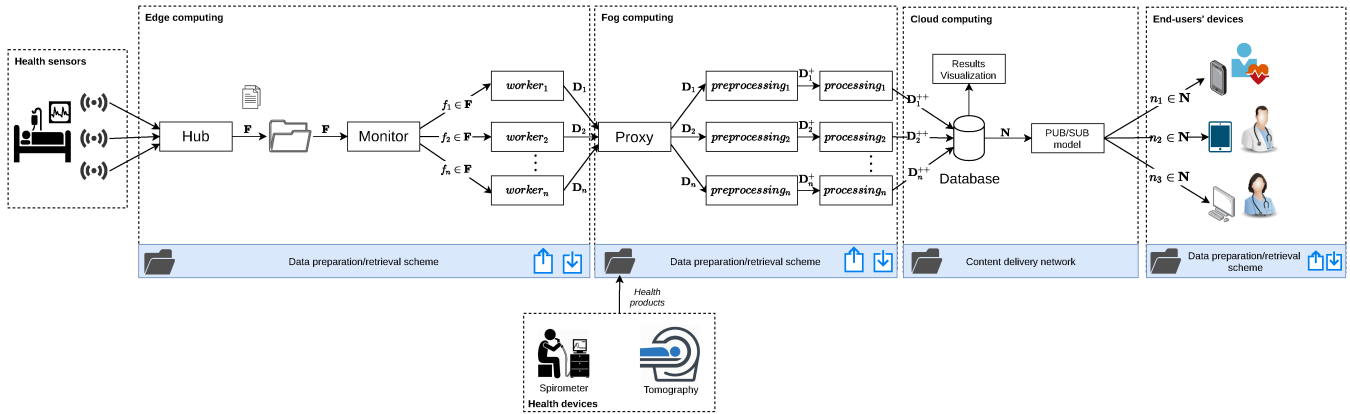 Health sensors
Edge computing
Hub
F
F
Monitor
f₁ ∈ F
f₂ ∈ F
fₙ ∈ F
worker₁
worker₂
⋮
workerₙ
D₁
D₂
Dₙ
Data preparation/retrieval scheme
Fog computing
Proxy
D₁
D₂
Dₙ
preprocessing₁
preprocessing₂
preprocessingₙ
D₁⁺
D₂⁺
Dₙ⁺
processing₁
processing₂
⋮
processingₙ
Data preparation/retrieval scheme
Health
products
Spirometer
Tomography
Health devices
Cloud computing
D₁⁺⁺
D₂⁺⁺
Dₙ⁺⁺
Results
Visualization
Database
N
PUB/SUB
model
Content delivery network
End-users' devices
n₁ ∈ N
n₂ ∈ N
n₃ ∈ N
Data preparation/retrieval
scheme